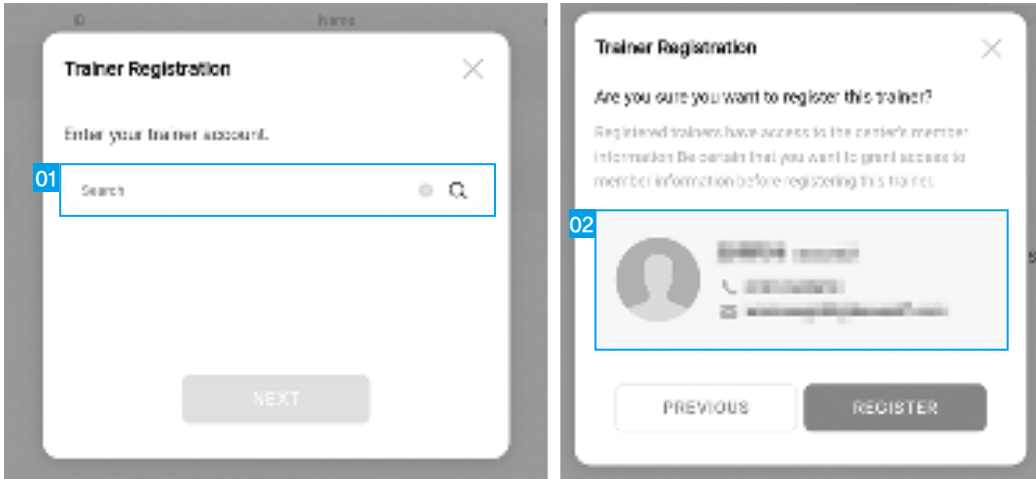 ID Name
Trainer Registration
Enter your trainer account.
01
Search
NEXT
Trainer Registration
Are you sure you want to register this trainer?
Registered trainers have access to the center's member
information Be certain that you want to grant access to
member information before registering this trainer.
02
PREVIOUS REGISTER